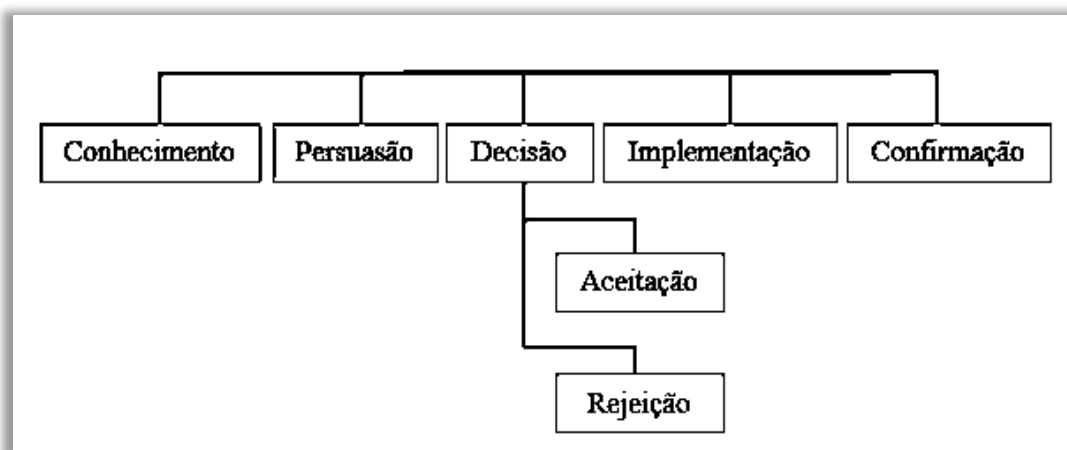 Conhecimento
Persuasão
Decisão
Implementação
Confirmação
Aceitação
Rejeição